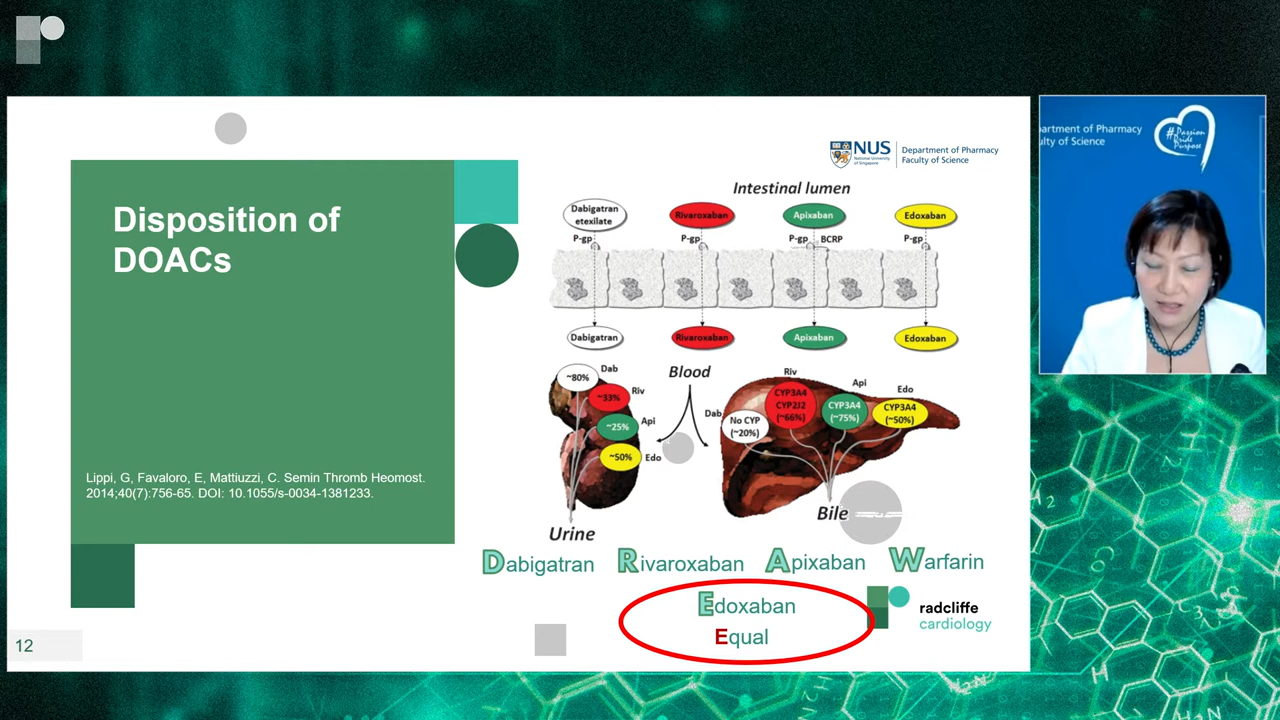 Disposition of
DOACs
Lippi, G, Favaloro, E, Mattiuzzi, C. Semin Thromb Heomost.
2014;40(7):756-65. DOI: 10.1055/s-0034-1381233.
12
NUS
National University
of Singapore
Department of Pharmacy
Faculty of Science
Intestinal lumen
Dabigatran
etexilate
Rivaroxaban
Apixaban
Edoxaban
P-gp
P-gp
P-gp
BCRP
P-gp
Dabigatran
Rivaroxaban
Apixaban
Edoxaban
Blood
~80%
Dab
~33%
Riv
~25%
Api
~50%
Edo
Urine
Dab
No CYP
(~20%)
Riv
CYP3A4
CYP2J2
(~66%)
Api
CYP3A4
(~75%)
Edo
CYP3A4
(~50%)
Bile
Dabigatran Rivaroxaban Apixaban Warfarin
Edoxaban
Equal
radcliffe
cardiology
artment of Pharmacy
ulty of Science
#Passion
Pride
Purpose
H2
N
H
H
N
H
N